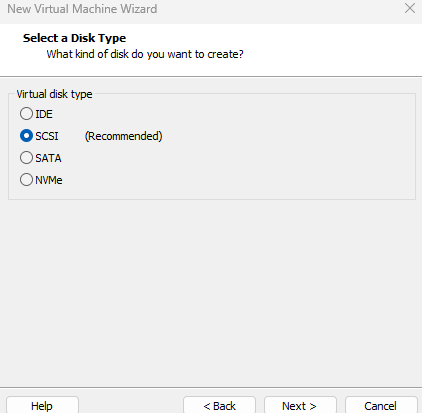 New Virtual Machine Wizard
Select a Disk Type
What kind of disk do you want to create?
Virtual disk type
IDE
SCSI (Recommended)
SATA
NVMe
Help < Back Next > Cancel